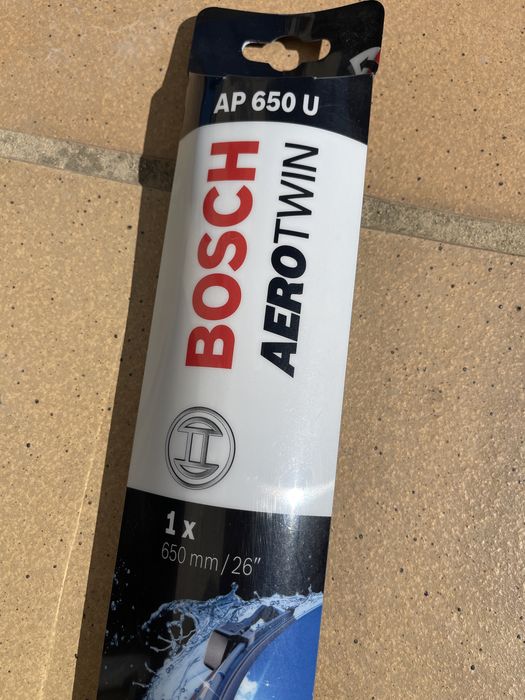 AP 650 U
BOSCH
AEROTWIN
1 x
650 mm / 26"